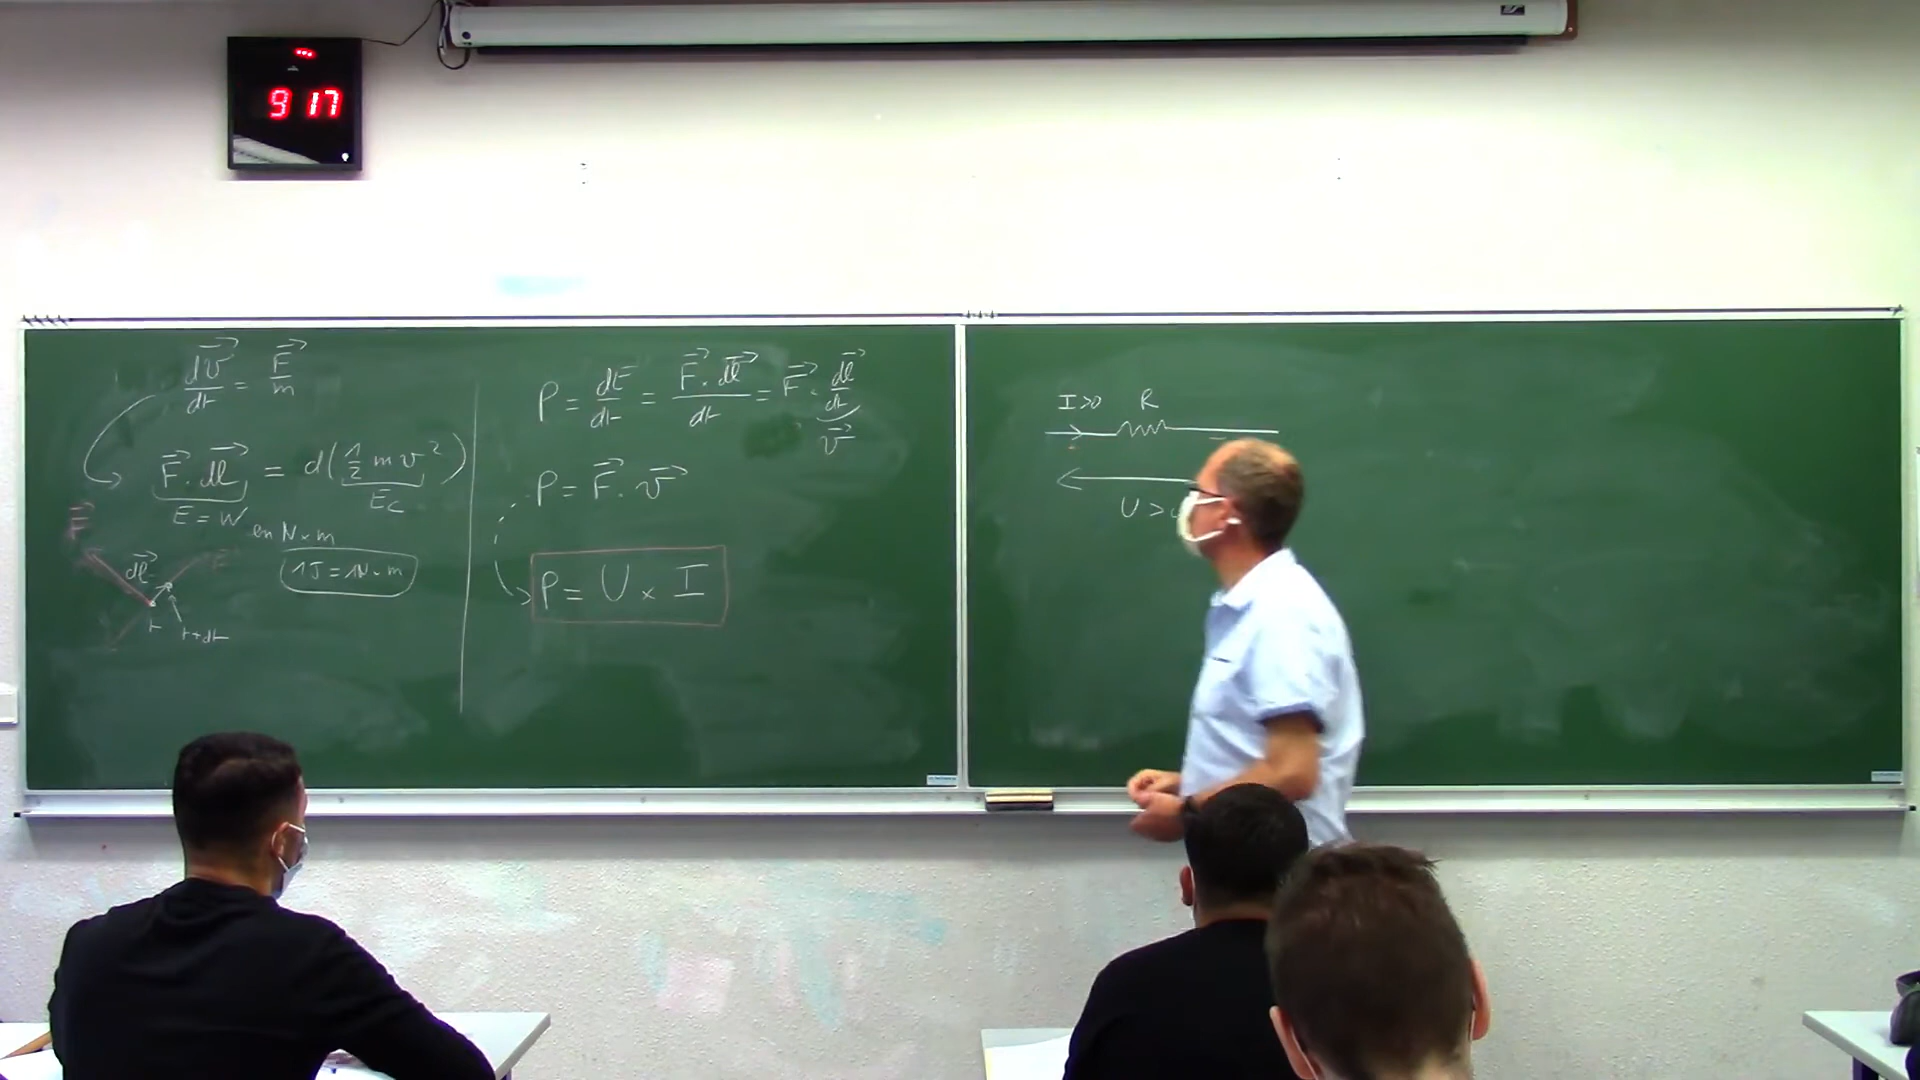 9 17
d𝑣⃗/dt = F⃗/m
F⃗ . dl⃗ = d(1/2 m v²)
E = W
Ec
en N×m
1J = 1N×m
F⃗
dl⃗
t
t+dt
P = dE/dt = F⃗ . dl⃗/dt = F⃗ . dl⃗/dt
v⃗
P = F⃗ . v⃗
P = U × I
I>0 R
U >